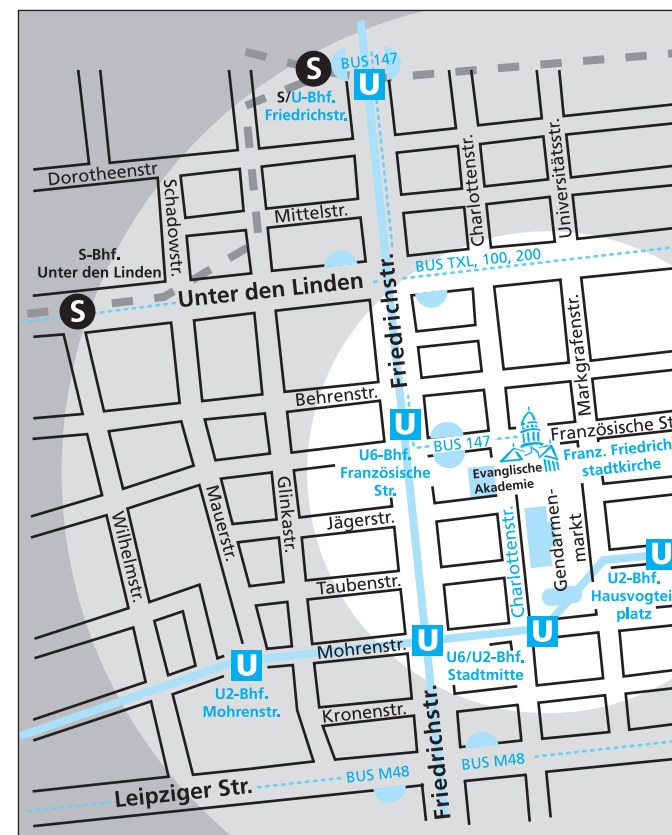 BUS 147
S
U
S/U-Bhf.
Friedrichstr.
Dorotheenstr
Schadowstr.
Mittelstr.
Charlottenstr.
Universitätsstr.
S-Bhf.
Unter den Linden
S
Unter den Linden
BUS TXL, 100, 200
Friedrichstr.
Markgrafenstr.
Behrenstr.
U
BUS 147
Französische St
U6-Bhf.
Französische
Str.
Evanglische
Akademie
Franz. Friedrich
stadtkirche
Glinkastr.
Mauerstr.
Wilhelmstr.
Jägerstr.
Charlottenstr.
Gendarmen-
markt
Taubenstr.
U
U2-Bhf.
Hausvogtei
platz
Mohrenstr.
U
U
U
U6/U2-Bhf.
Stadtmitte
U2-Bhf.
Mohrenstr.
Kronenstr.
Friedrichstr.
Leipziger Str.
BUS M48
BUS M48